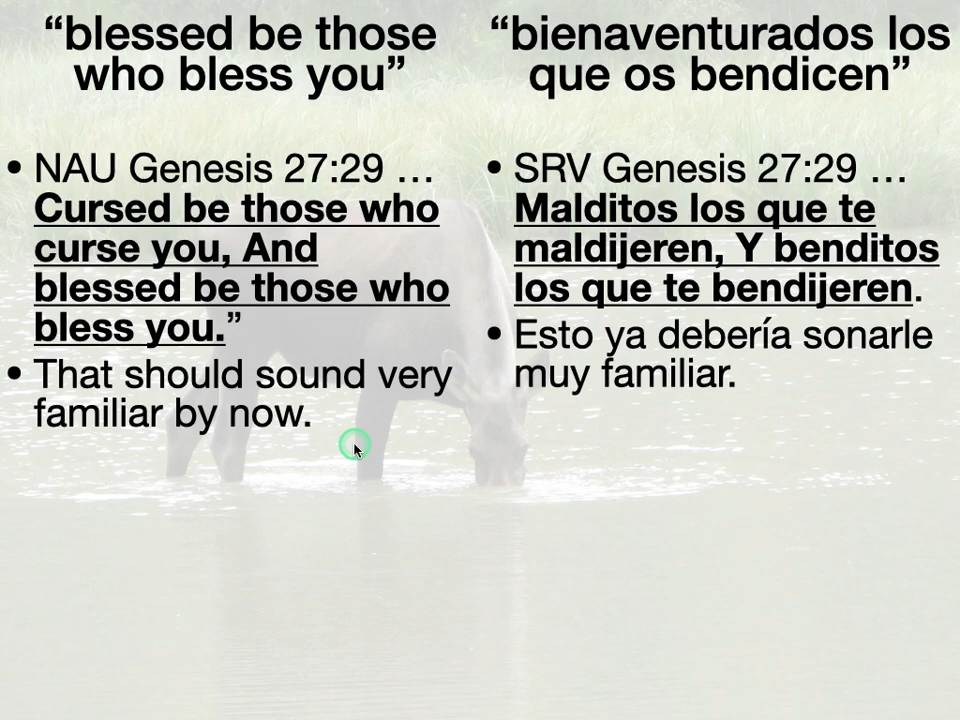 “blessed be those
who bless you”
• NAU Genesis 27:29 …
Cursed be those who
curse you, And
blessed be those who
bless you.”
• That should sound very
familiar by now.
“bienaventurados los
que os bendicen”
• SRV Genesis 27:29 …
Malditos los que te
maldijeren, Y benditos
los que te bendijeren.
• Esto ya debería sonarle
muy familiar.